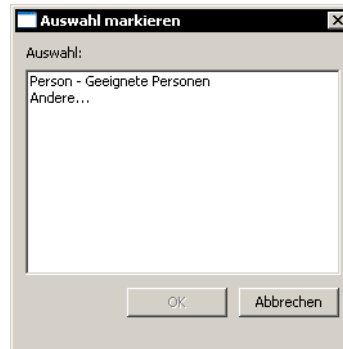 Auswahl markieren
Auswahl:
Person - Geeignete Personen
Andere...
OK
Abbrechen